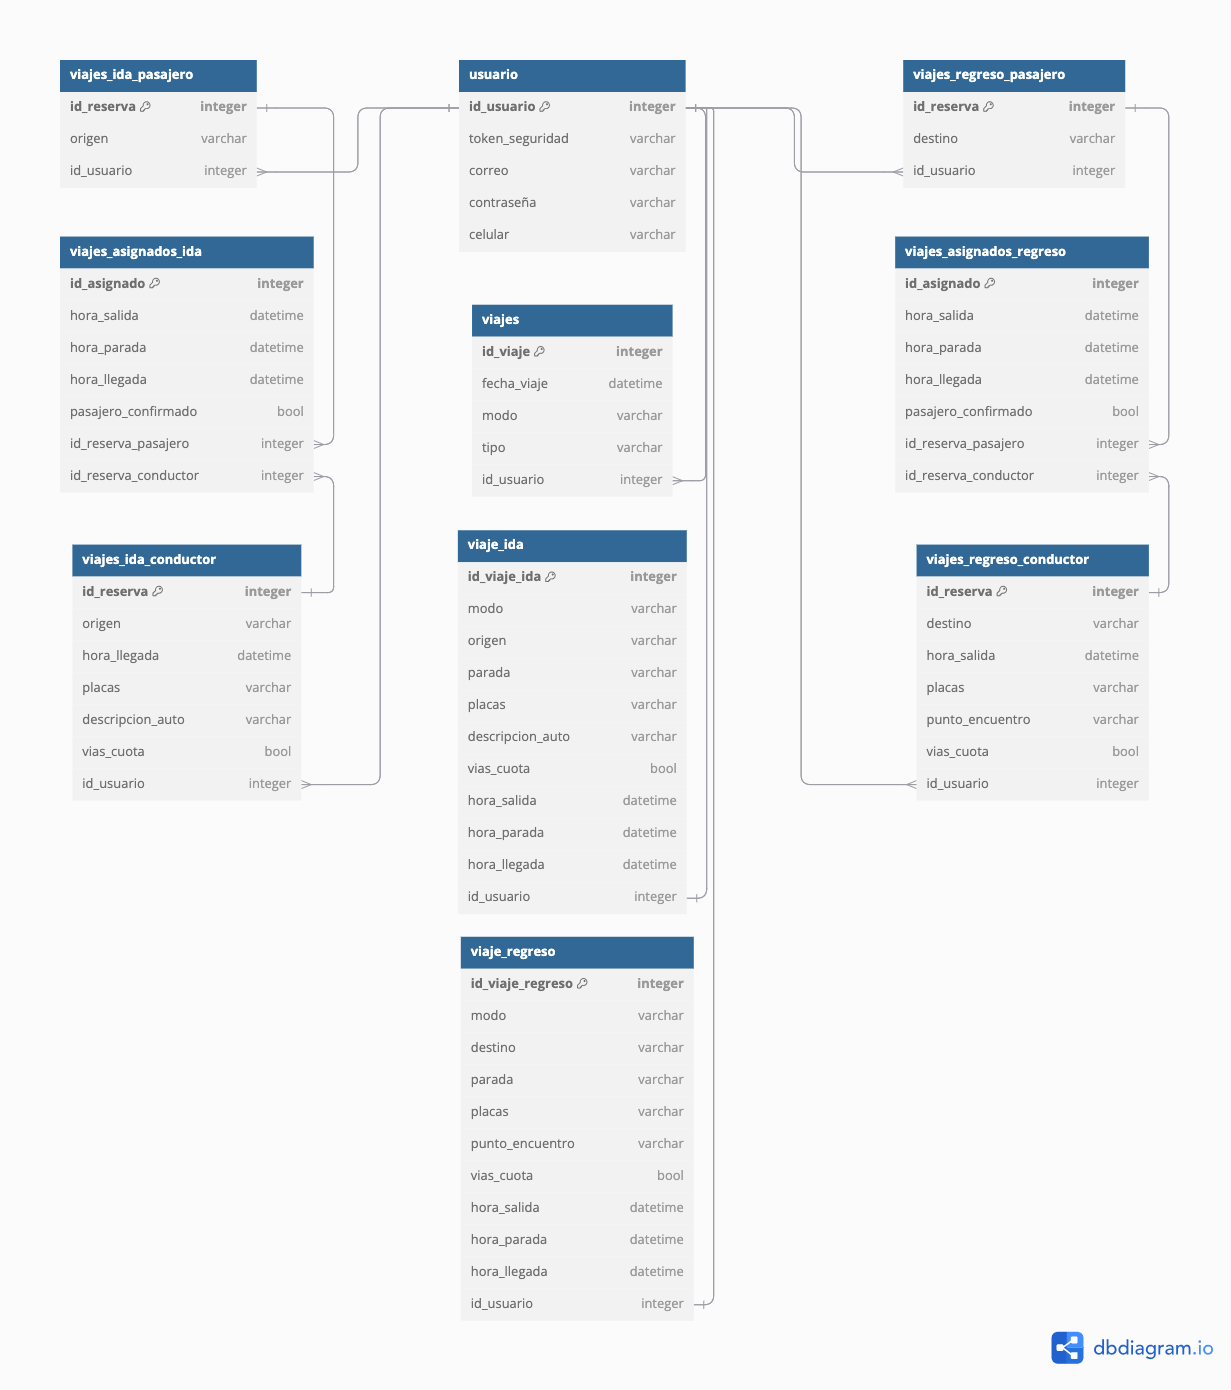 viajes_ida_pasajero
id_reserva integer
origen varchar
id_usuario integer
usuario
id_usuario integer
token_seguridad varchar
correo varchar
contraseña varchar
celular varchar
viajes_regreso_pasajero
id_reserva integer
destino varchar
id_usuario integer
viajes_asignados_ida
id_asignado integer
hora_salida datetime
hora_parada datetime
hora_llegada datetime
pasajero_confirmado bool
id_reserva_pasajero integer
id_reserva_conductor integer
viajes
id_viaje integer
fecha_viaje datetime
modo varchar
tipo varchar
id_usuario integer
viajes_asignados_regreso
id_asignado integer
hora_salida datetime
hora_parada datetime
hora_llegada datetime
pasajero_confirmado bool
id_reserva_pasajero integer
id_reserva_conductor integer
viajes_ida_conductor
id_reserva integer
origen varchar
hora_llegada datetime
placas varchar
descripcion_auto varchar
vias_cuota bool
id_usuario integer
viaje_ida
id_viaje_ida integer
modo varchar
origen varchar
parada varchar
placas varchar
descripcion_auto varchar
vias_cuota bool
hora_salida datetime
hora_parada datetime
hora_llegada datetime
id_usuario integer
viajes_regreso_conductor
id_reserva integer
destino varchar
hora_salida datetime
placas varchar
punto_encuentro varchar
vias_cuota bool
id_usuario integer
viaje_regreso
id_viaje_regreso integer
modo varchar
destino varchar
parada varchar
placas varchar
punto_encuentro varchar
vias_cuota bool
hora_salida datetime
hora_parada datetime
hora_llegada datetime
id_usuario integer
dbdiagram.io